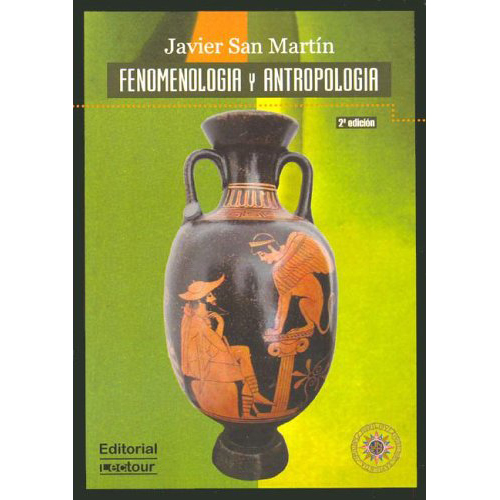 Javier San Martín
FENOMENOLOGIA Y ANTROPOLOGIA
2ª edición
Editorial
Lectour